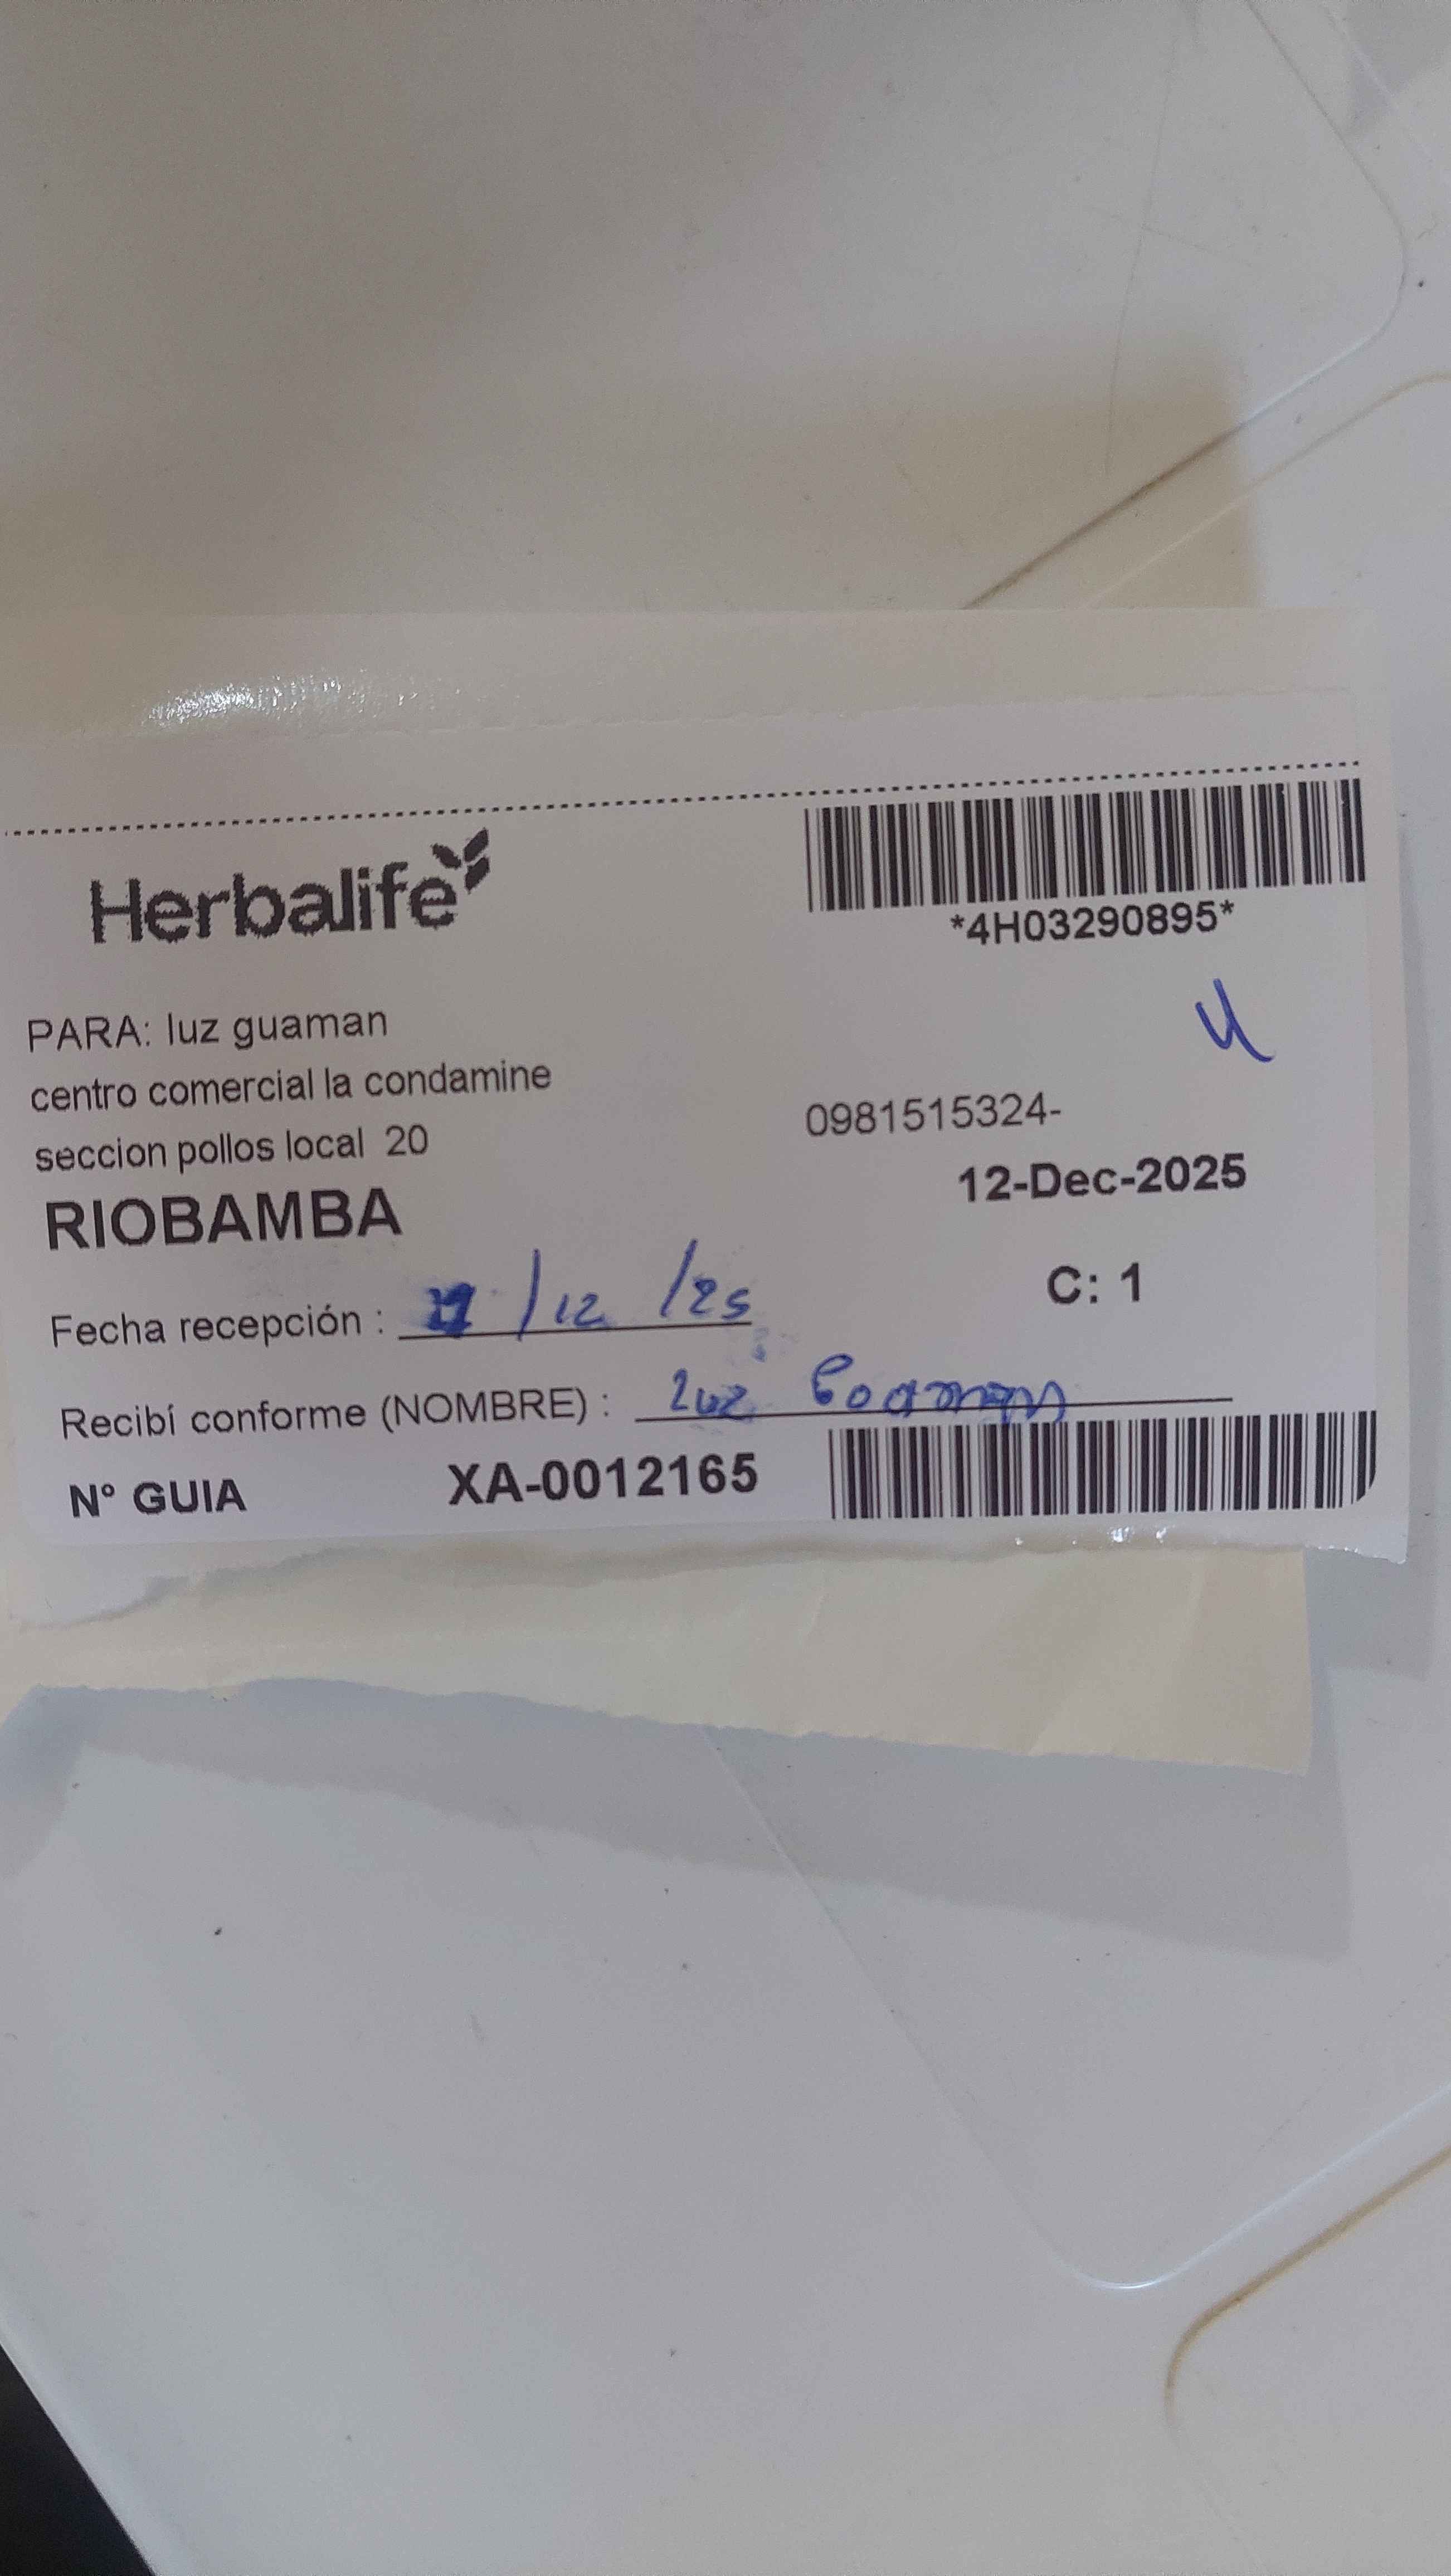 Herbalife
*4H03290895*
PARA: luz guaman
centro comercial la condamine
seccion pollos local 20
0981515324-
RIOBAMBA
12-Dec-2025
C: 1
Fecha recepción : /12 /25
Recibí conforme (NOMBRE) : Luz
N° GUIA XA-0012165